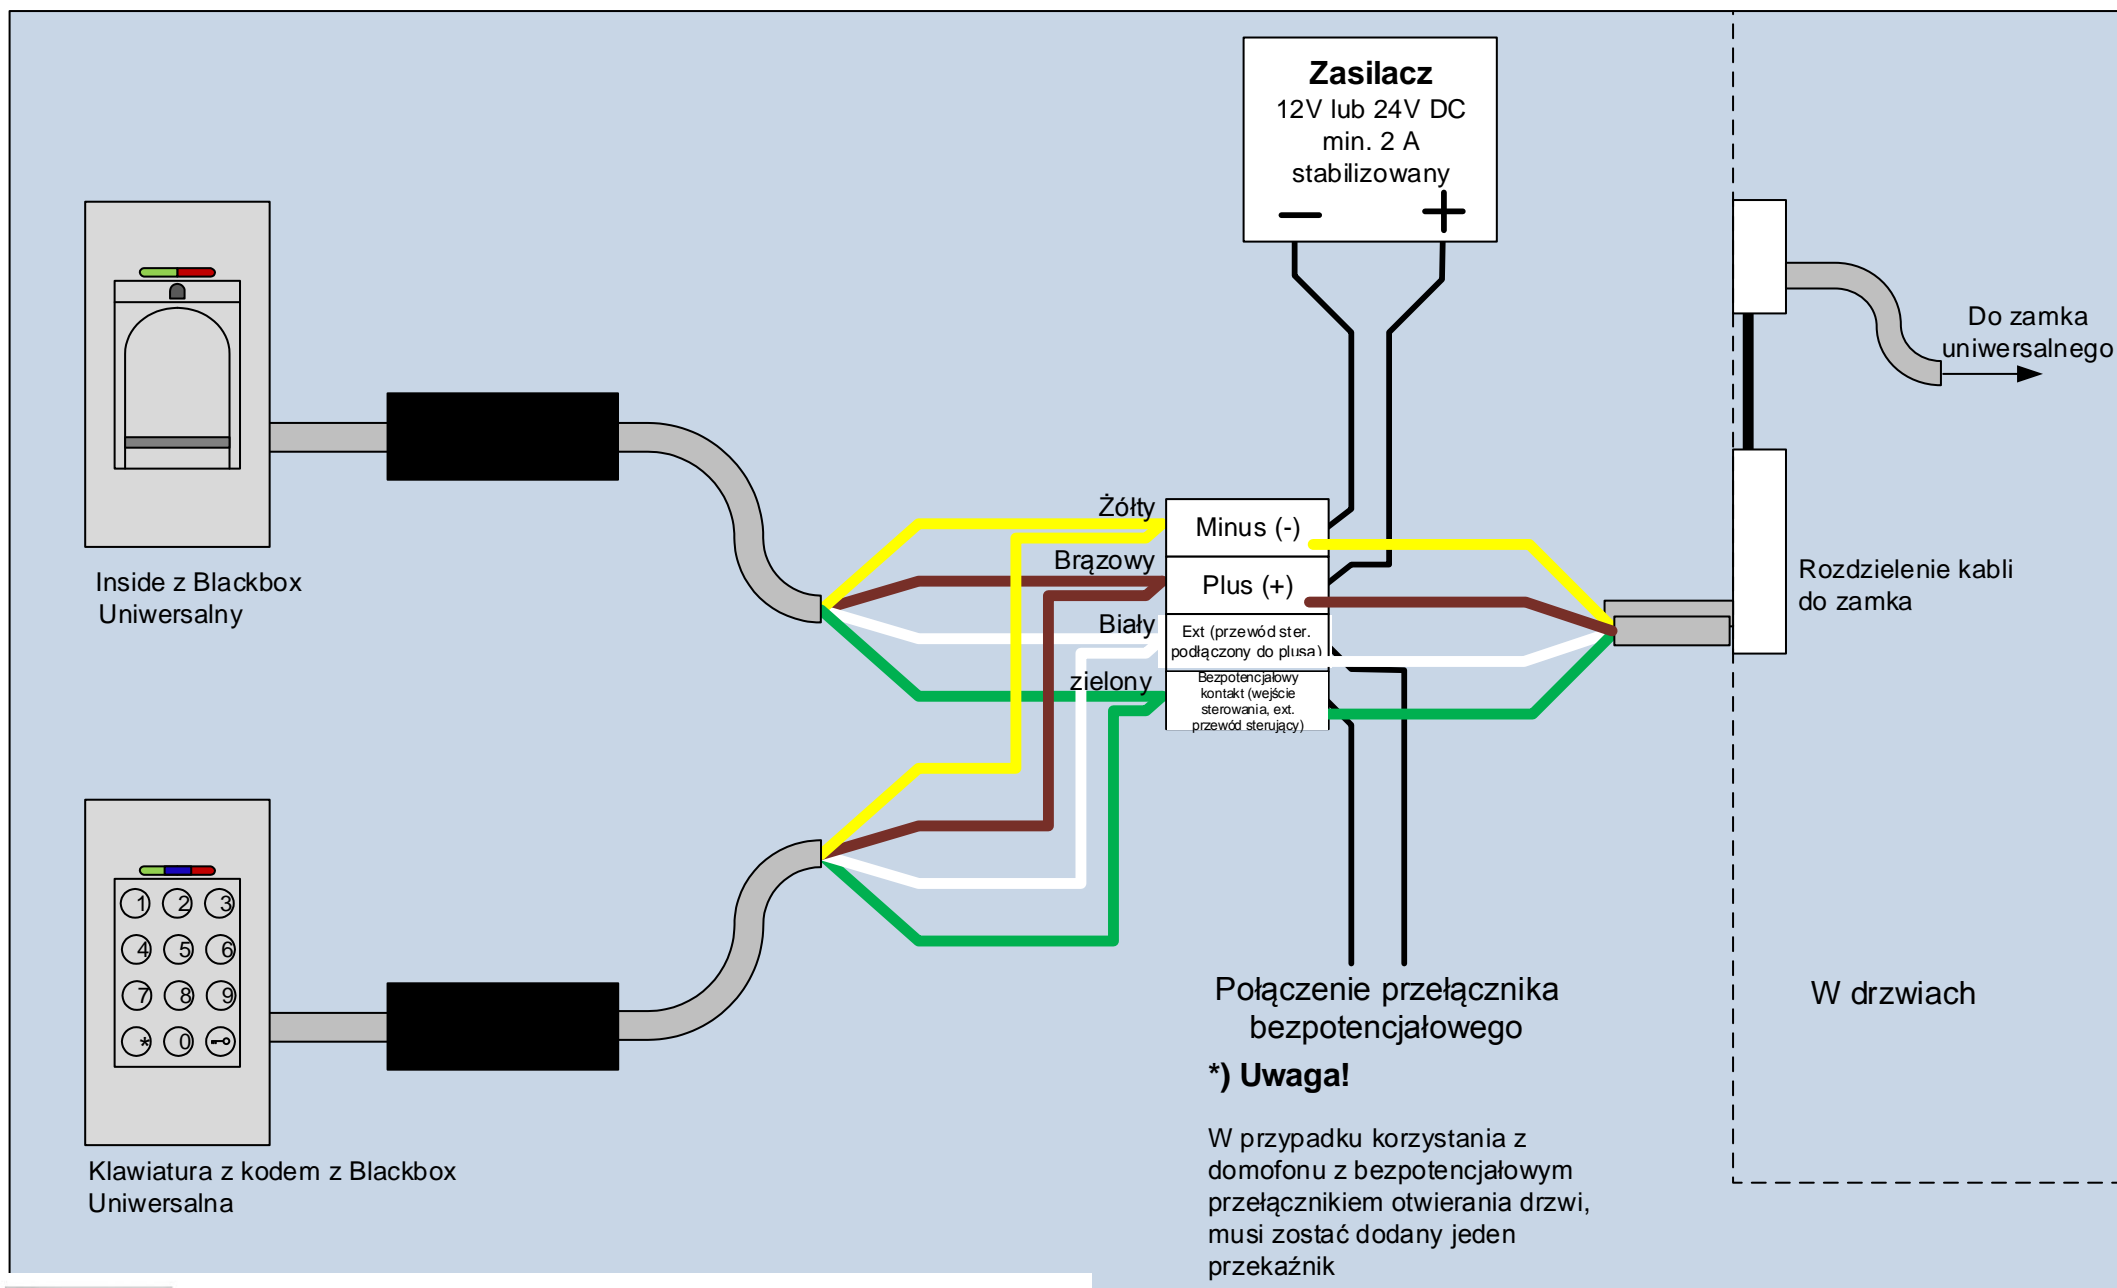 Zasilacz
12V lub 24V DC
min. 2 A
stabilizowany
Do zamka
uniwersalnego
Żółty
Minus (-)
Brązowy
Plus (+)
Inside z Blackbox
Uniwersalny
Rozdzielenie kabli
do zamka
Biały
Ext (przewód ster.
podłączony do plusa)
zielony
Bezpotencjałowy
kontakt (wejście
sterowania, ext.
przewód sterujący)
1 2 3
4 5 6
7 8 9
* 0
Połączenie przełącznika
bezpotencjałowego
W drzwiach
*) Uwaga!
W przypadku korzystania z
domofonu z bezpotencjałowym
przełącznikiem otwierania drzwi,
musi zostać dodany jeden
przekaźnik
Klawiatura z kodem z Blackbox
Uniwersalna